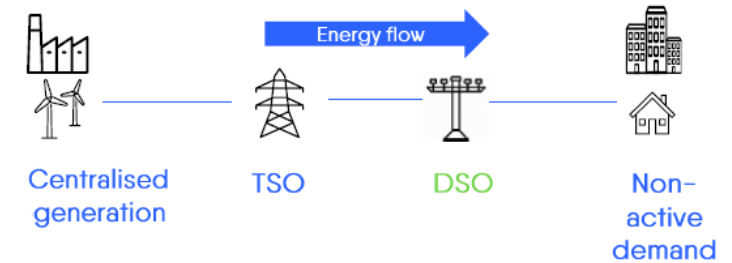 Energy flow
Centralised
generation
TSO
DSO
Non-
active
demand